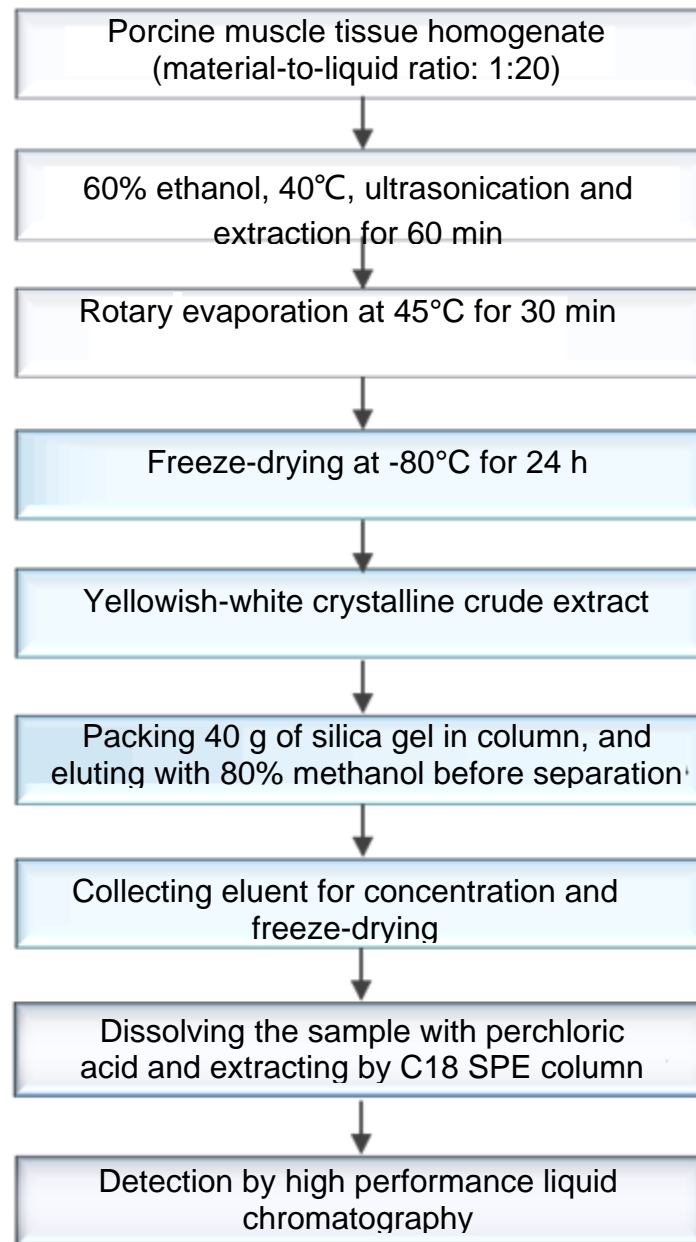 Porcine muscle tissue homogenate
(material-to-liquid ratio: 1:20)
60% ethanol, 40℃, ultrasonication and
extraction for 60 min
Rotary evaporation at 45°C for 30 min
Freeze-drying at -80°C for 24 h
Yellowish-white crystalline crude extract
Packing 40 g of silica gel in column, and
eluting with 80% methanol before separation
Collecting eluent for concentration and
freeze-drying
Dissolving the sample with perchloric
acid and extracting by C18 SPE column
Detection by high performance liquid
chromatography